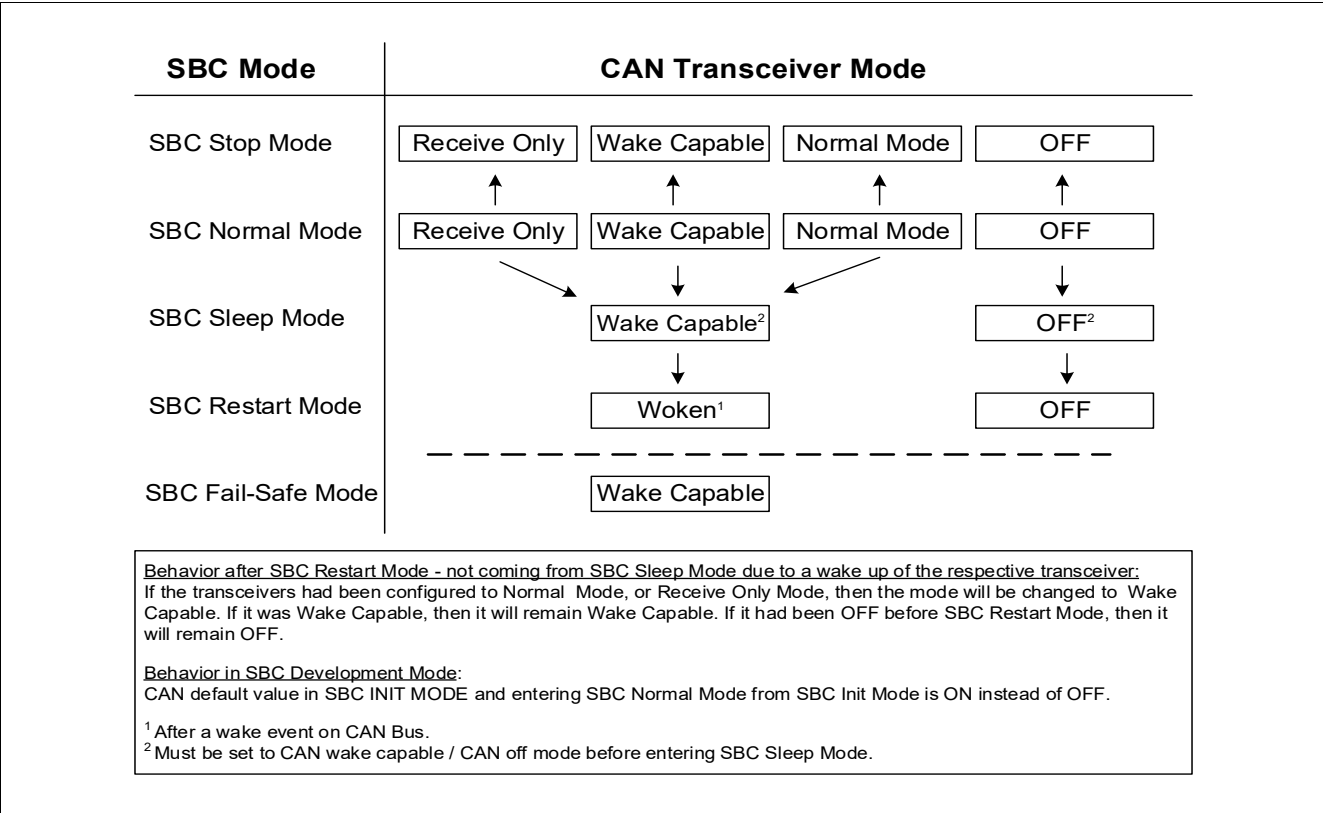 SBC Mode CAN Transceiver Mode
SBC Stop Mode Receive Only Wake Capable Normal Mode OFF
SBC Normal Mode Receive Only Wake Capable Normal Mode OFF
SBC Sleep Mode Wake Capable² OFF²
SBC Restart Mode Woken¹ OFF
SBC Fail-Safe Mode Wake Capable
Behavior after SBC Restart Mode - not coming from SBC Sleep Mode due to a wake up of the respective transceiver:
If the transceivers had been configured to Normal Mode, or Receive Only Mode, then the mode will be changed to Wake
Capable. If it was Wake Capable, then it will remain Wake Capable. If it had been OFF before SBC Restart Mode, then it
will remain OFF.
Behavior in SBC Development Mode:
CAN default value in SBC INIT MODE and entering SBC Normal Mode from SBC Init Mode is ON instead of OFF.
¹ After a wake event on CAN Bus.
² Must be set to CAN wake capable / CAN off mode before entering SBC Sleep Mode.